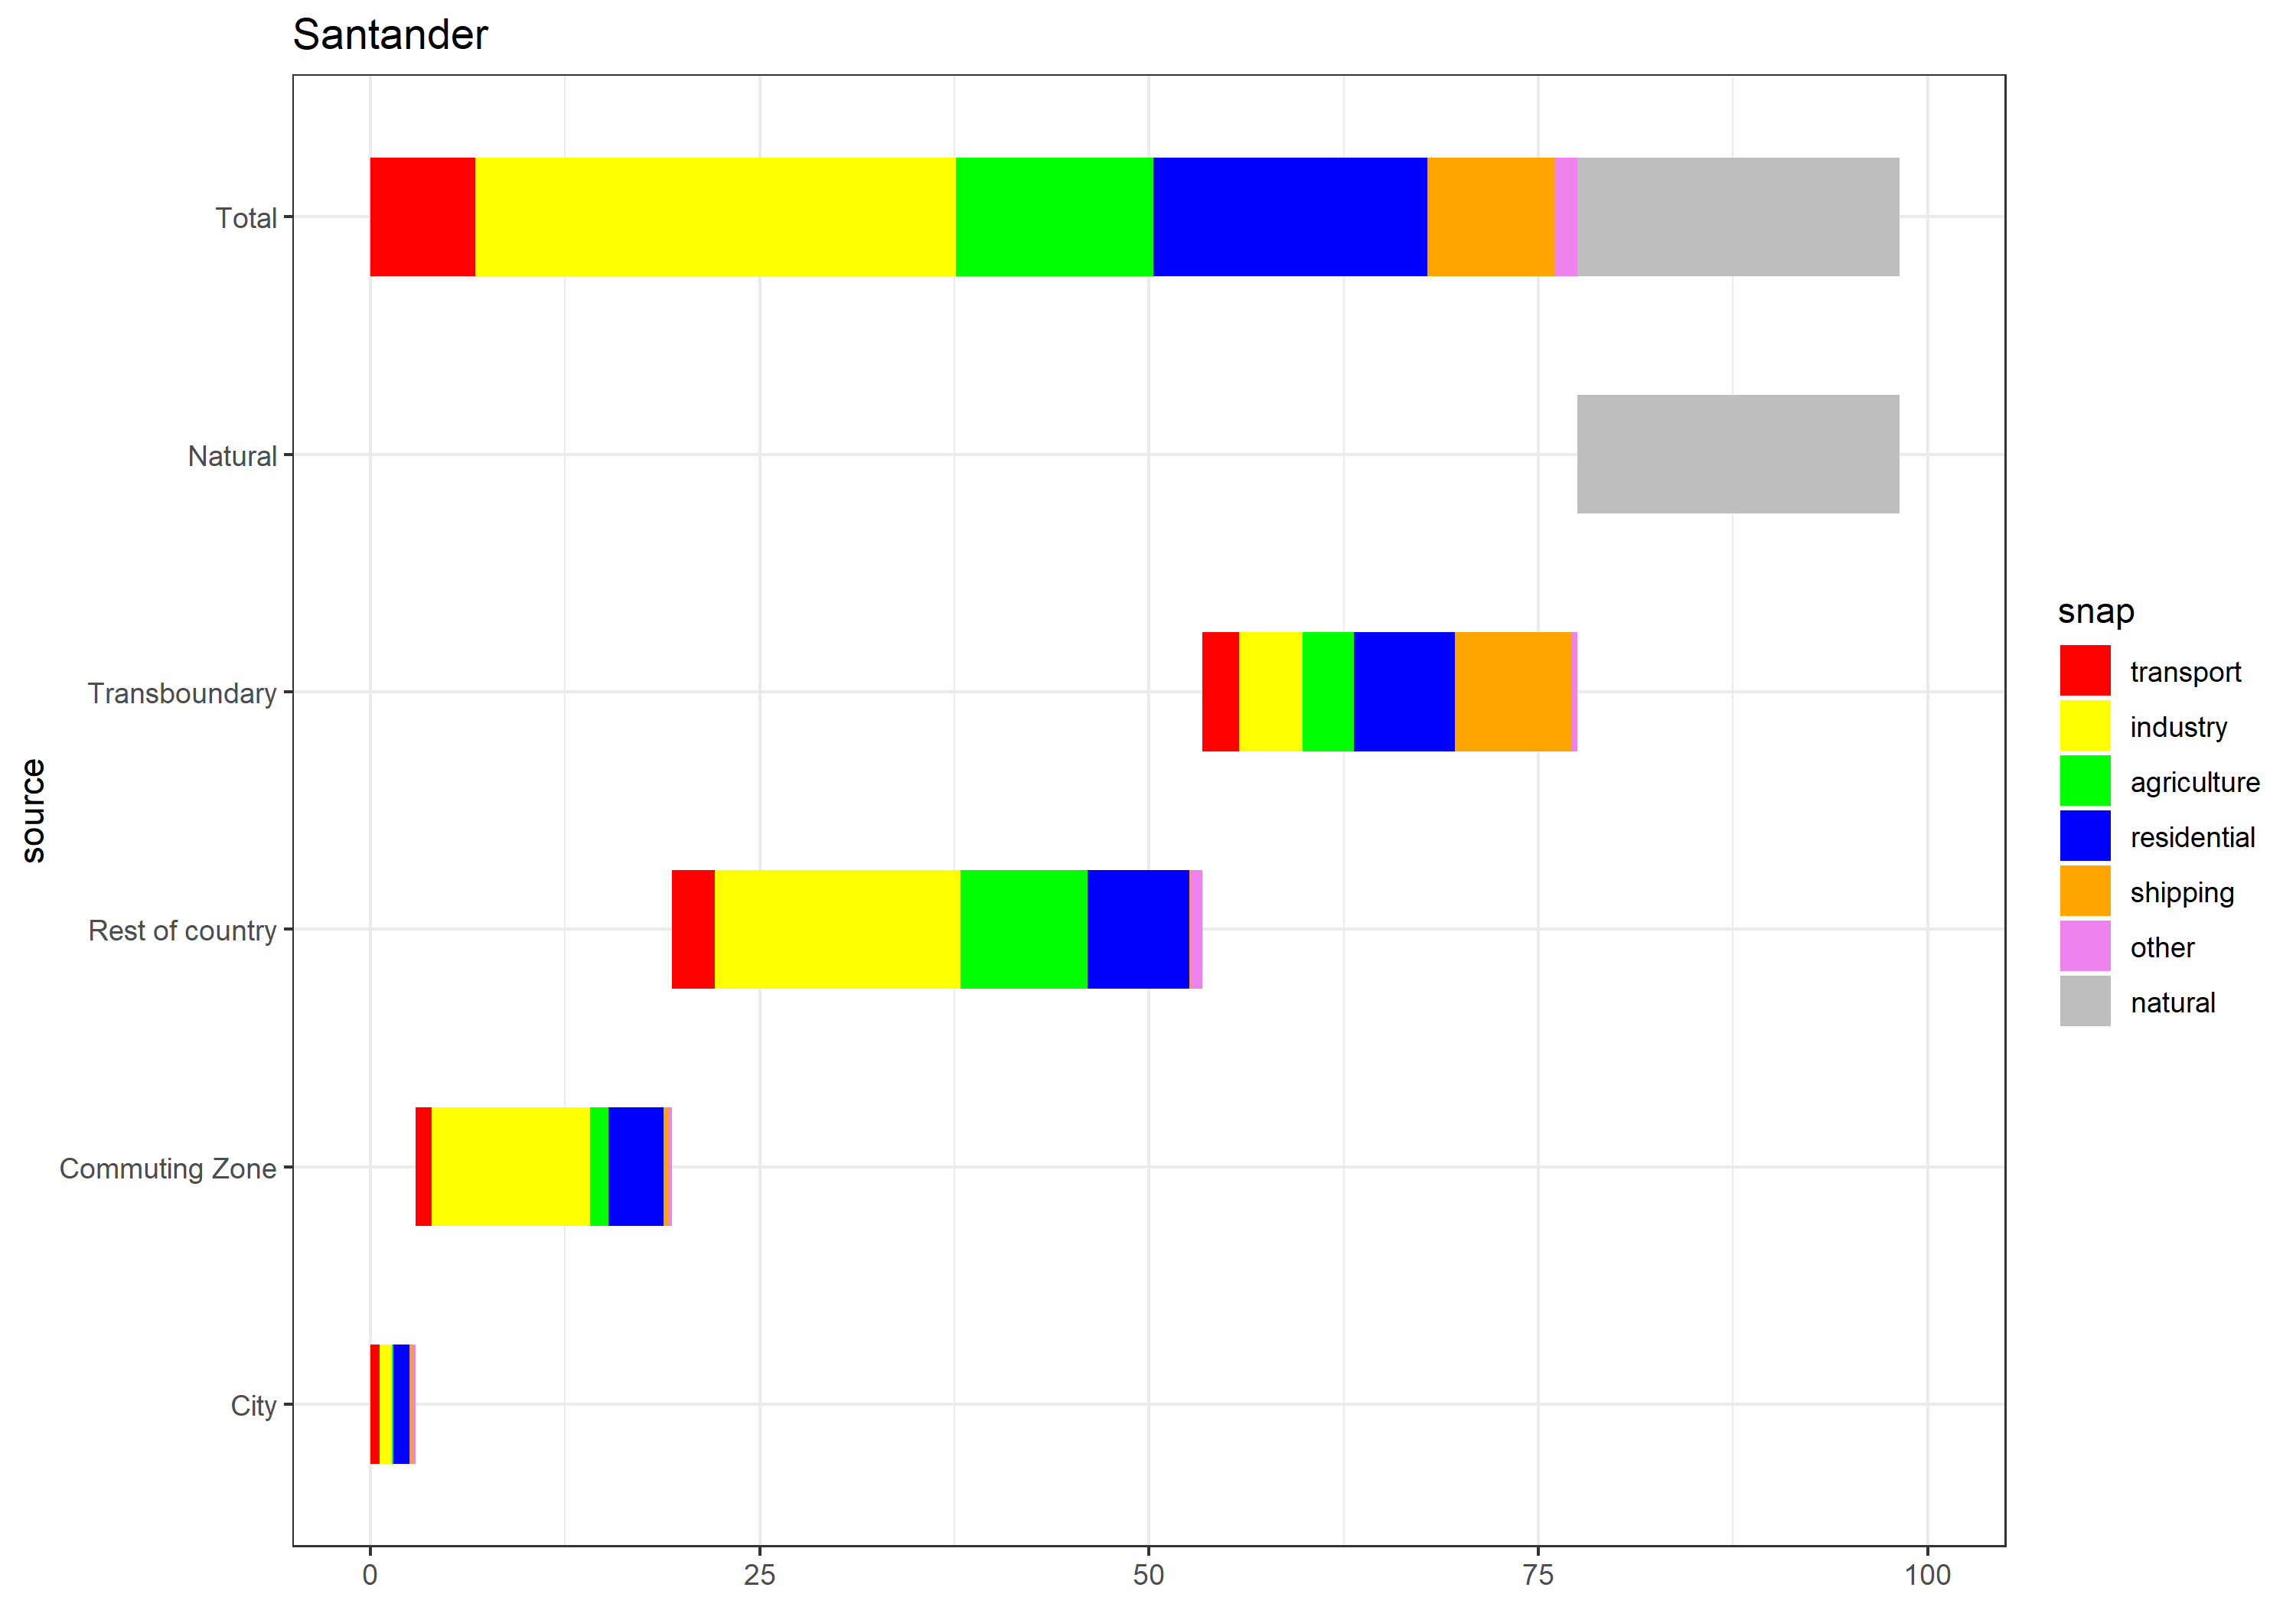 Santander
Total
Natural
Transboundary
Rest of country
Commuting Zone
City
source
0 25 50 75 100
snap
transport
industry
agriculture
residential
shipping
other
natural